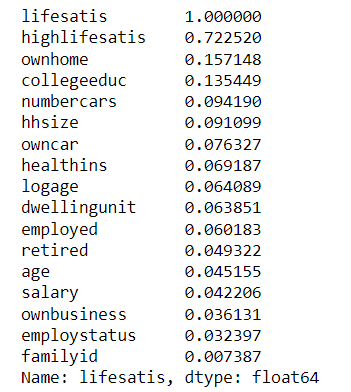 lifesatis 1.000000
highlifesatis 0.722520
ownhome 0.157148
collegeeduc 0.135449
numbercars 0.094190
hhsize 0.091099
owncar 0.076327
healthins 0.069187
logage 0.064089
dwellingunit 0.063851
employed 0.060183
retired 0.049322
age 0.045155
salary 0.042206
ownbusiness 0.036131
employstatus 0.032397
familyid 0.007387
Name: lifesatis, dtype: float64